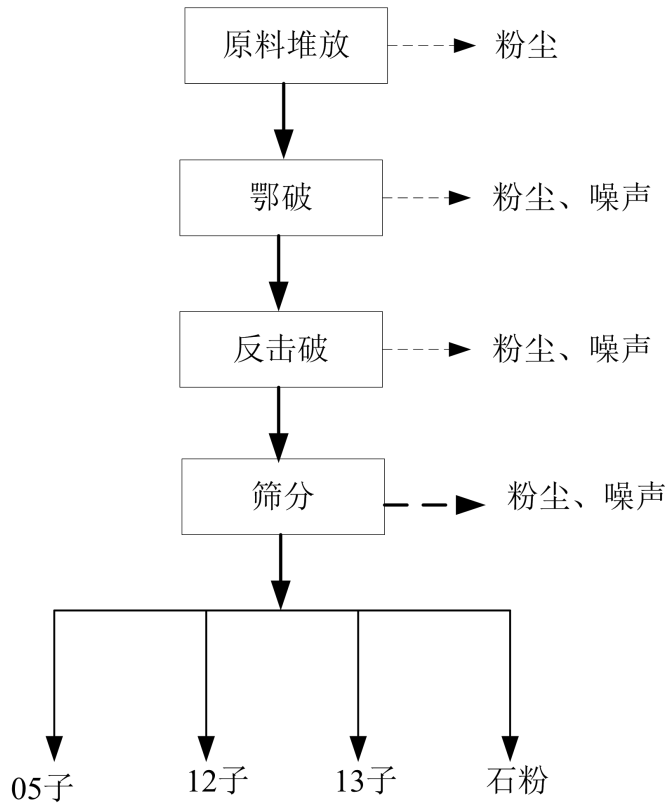 原料堆放 粉尘
鄂破 粉尘、噪声
反击破 粉尘、噪声
筛分 粉尘、噪声
05子 12子 13子 石粉